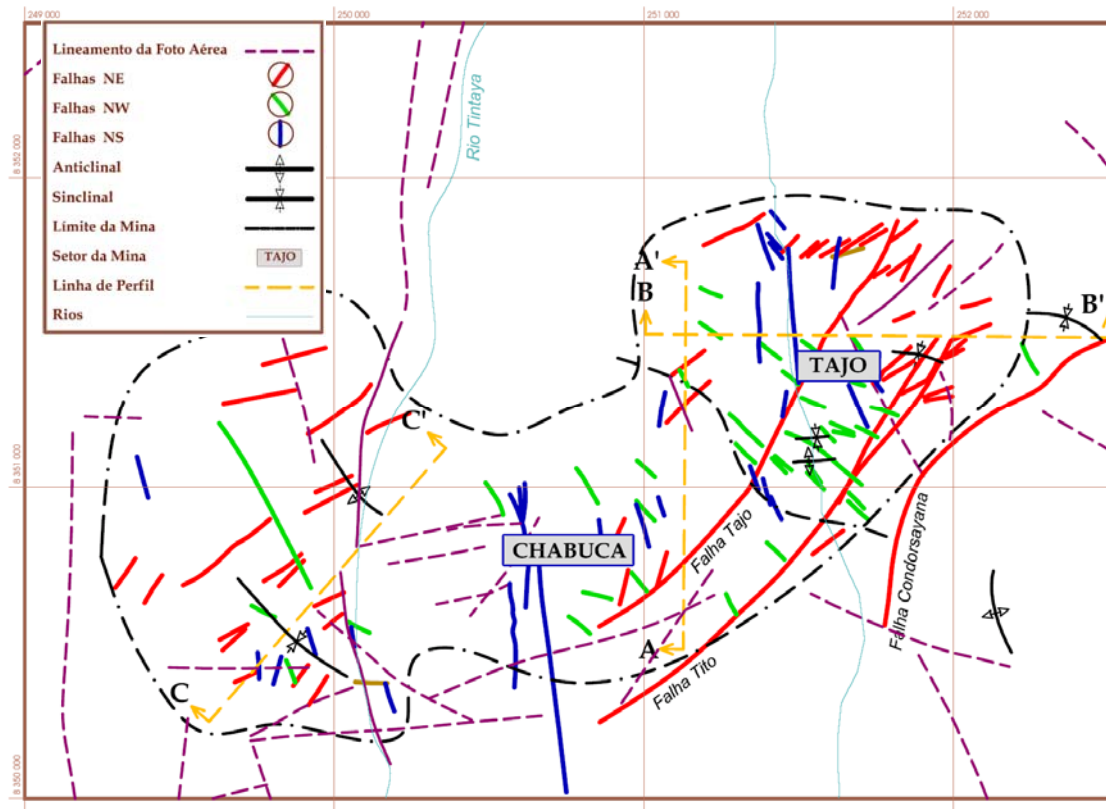 249 000
250 000
251 000
252 000
Lineamento da Foto Aérea
Falhas NE
Falhas NW
Falhas NS
Anticlinal
Sinclinal
Límite da Mina
Setor da Mina
TAJO
Linha de Perfil
Rios
8 352 000
Rio Tintaya
A'
B
B'
TAJO
C'
8 351 000
CHABUCA
Falha Tajo
Falha Condorsayana
A
Falha Tito
C
8 350 000